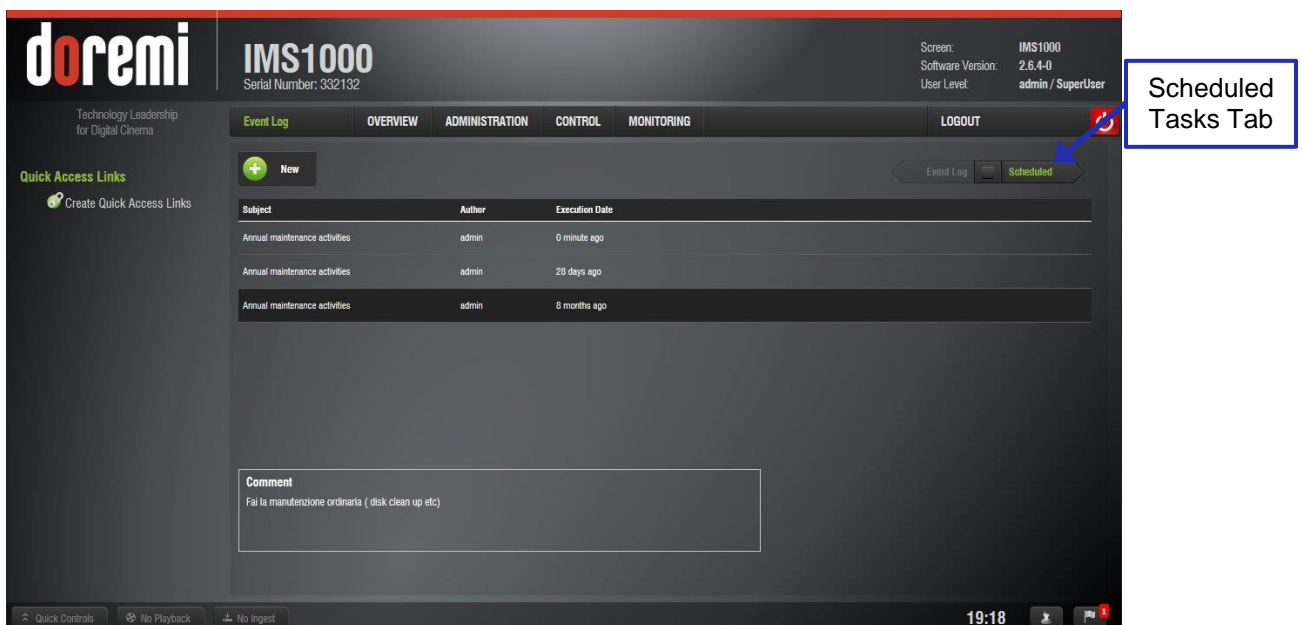 doremi
Technology Leadership
for Digital Cinema
IMS1000
Serial Number: 332132
Screen: IMS1000
Software Version: 2.6.4-0
User Level: admin / SuperUser
Scheduled
Tasks Tab
Event Log OVERVIEW ADMINISTRATION CONTROL MONITORING LOGOUT
Quick Access Links
Create Quick Access Links
New
Event Log Scheduled
Subject Author Execution Date
Annual maintenance activities admin 0 minute ago
Annual maintenance activities admin 28 days ago
Annual maintenance activities admin 8 months ago
Comment
Fai la manutenzione ordinaria ( disk clean up etc)
Quick Controls No Playback No Ingest 19:18 1